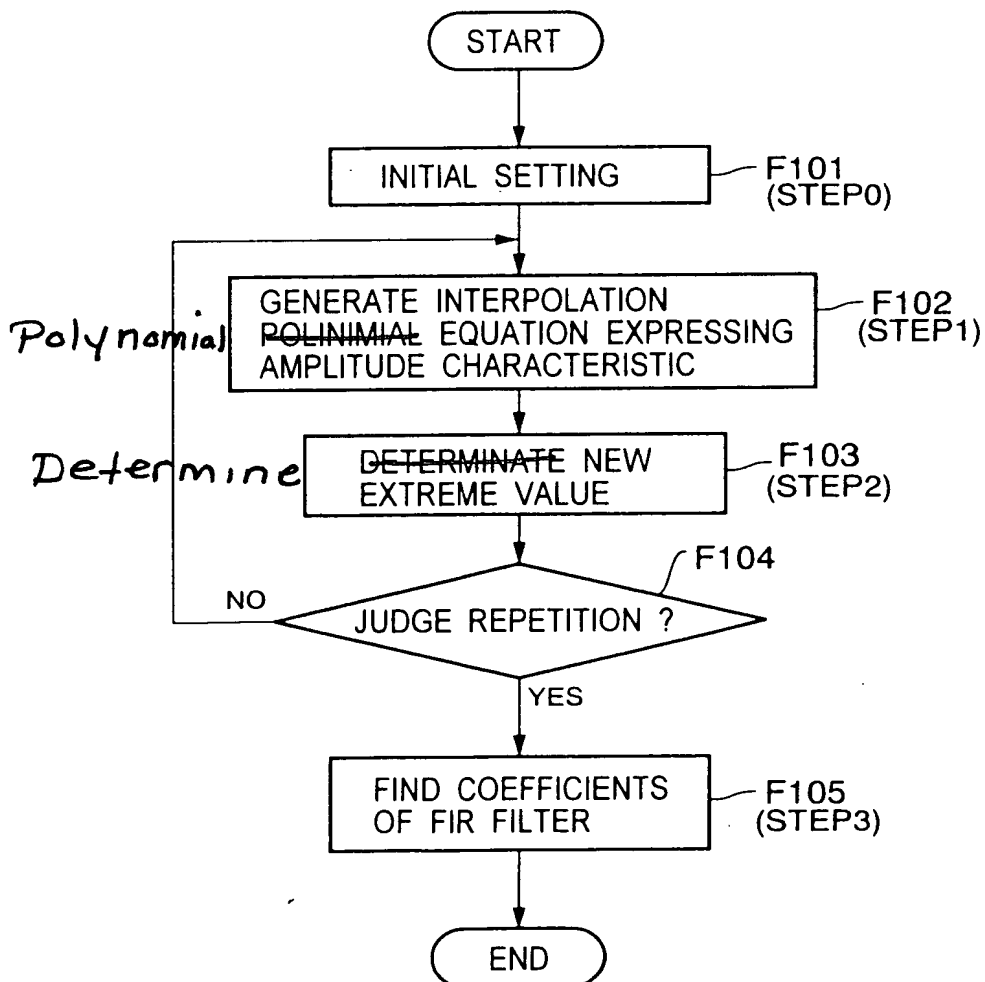 START
INITIAL SETTING
F101
(STEP0)
GENERATE INTERPOLATION
Polynomial POLINIMIAL EQUATION EXPRESSING
AMPLITUDE CHARACTERISTIC
F102
(STEP1)
Determine DETERMINATE NEW
EXTREME VALUE
F103
(STEP2)
F104
JUDGE REPETITION ?
NO
YES
FIND COEFFICIENTS
OF FIR FILTER
F105
(STEP3)
END